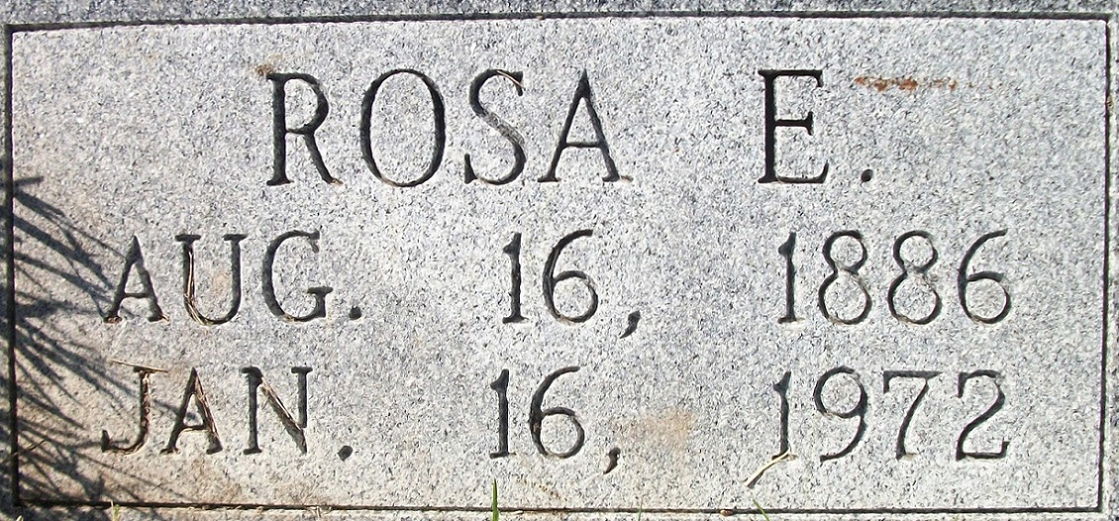 ROSA E.
AUG. 16, 1886
JAN. 16, 1972